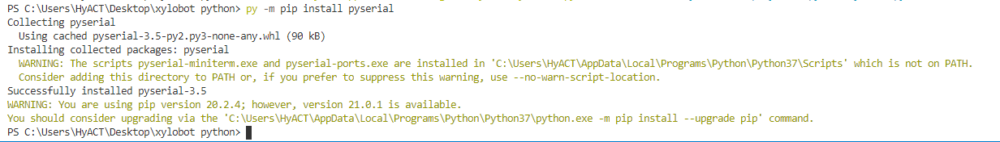 PS C:\Users\HyACT\Desktop\xylobot python> py -m pip install pyserial
Collecting pyserial
  Using cached pyserial-3.5-py2.py3-none-any.whl (90 kB)
Installing collected packages: pyserial
  WARNING: The scripts pyserial-miniterm.exe and pyserial-ports.exe are installed in 'C:\Users\HyACT\AppData\Local\Programs\Python\Python37\Scripts' which is not on PATH.
  Consider adding this directory to PATH or, if you prefer to suppress this warning, use --no-warn-script-location.
Successfully installed pyserial-3.5
WARNING: You are using pip version 20.2.4; however, version 21.0.1 is available.
You should consider upgrading via the 'C:\Users\HyACT\AppData\Local\Programs\Python\Python37\python.exe -m pip install --upgrade pip' command.
PS C:\Users\HyACT\Desktop\xylobot python>